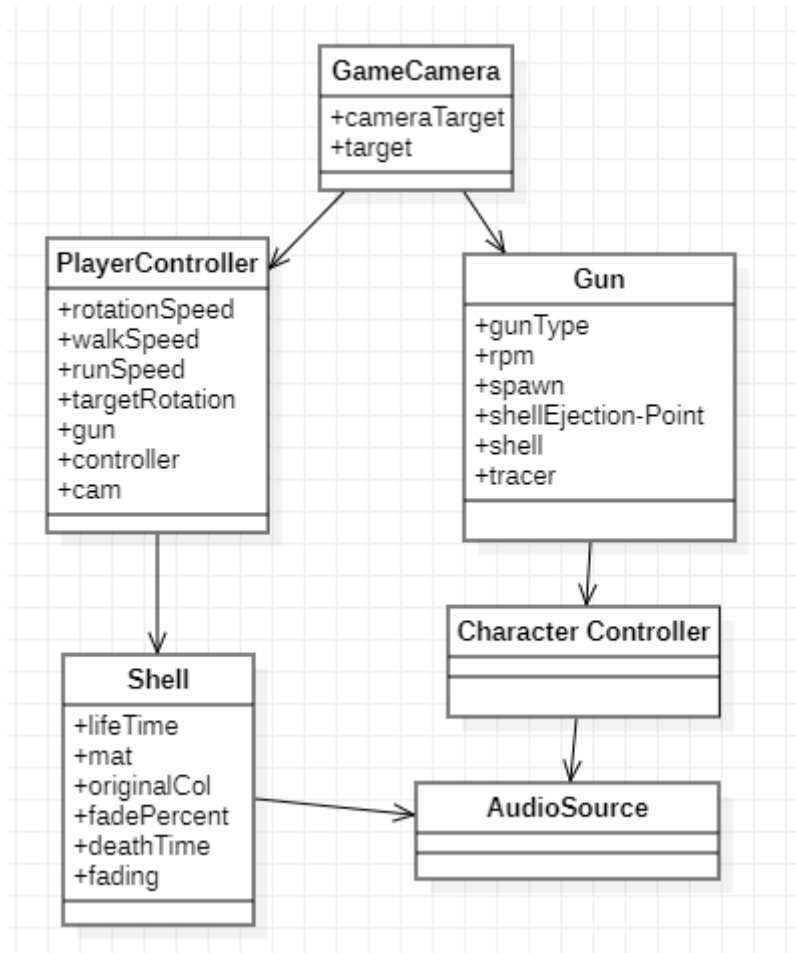 GameCamera
+cameraTarget
+target
PlayerController
+rotationSpeed
+walkSpeed
+runSpeed
+targetRotation
+gun
+controller
+cam
Gun
+gunType
+rpm
+spawn
+shellEjection-Point
+shell
+tracer
Shell
+lifeTime
+mat
+originalCol
+fadePercent
+deathTime
+fading
Character Controller
AudioSource